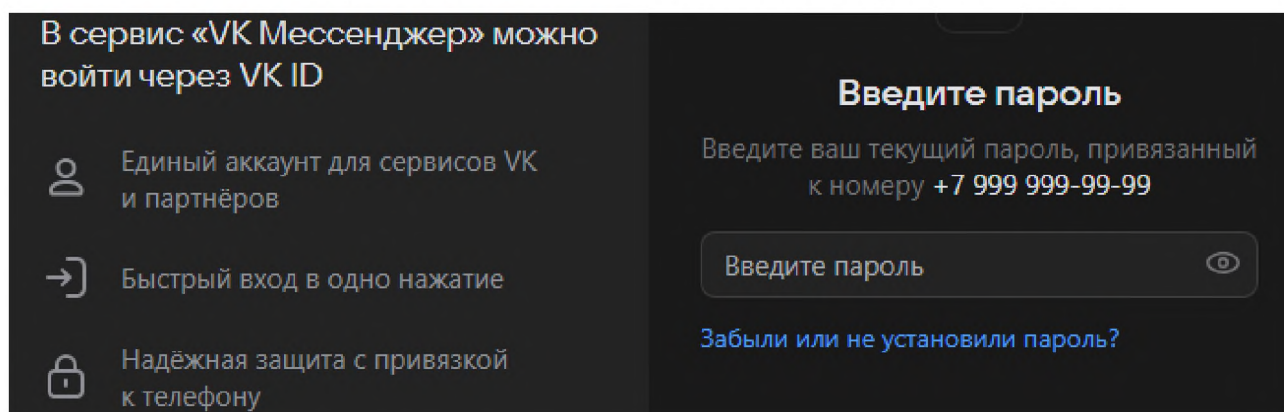 В сервис «VK Мессенджер» можно
войти через VK ID
Единый аккаунт для сервисов VK
и партнёров
Быстрый вход в одно нажатие
Надёжная защита с привязкой
к телефону
Введите пароль
Введите ваш текущий пароль, привязанный
к номеру +7 999 999-99-99
Введите пароль
Забыли или не установили пароль?